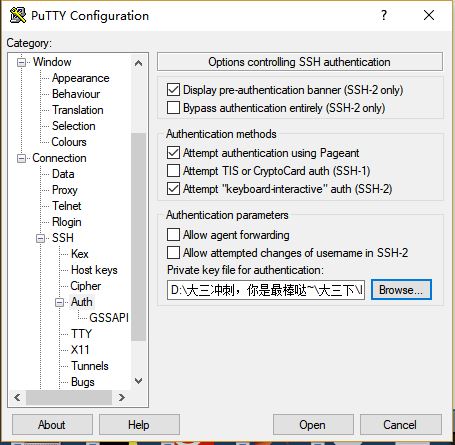 PuTTY Configuration
Category:
Window
Appearance
Behaviour
Translation
Selection
Colours
Connection
Data
Proxy
Telnet
Rlogin
SSH
Kex
Host keys
Cipher
Auth
GSSAPI
TTY
X11
Tunnels
Bugs
Options controlling SSH authentication
Display pre-authentication banner (SSH-2 only)
Bypass authentication entirely (SSH-2 only)
Authentication methods
Attempt authentication using Pageant
Attempt TIS or CryptoCard auth (SSH-1)
Attempt "keyboard-interactive" auth (SSH-2)
Authentication parameters
Allow agent forwarding
Allow attempted changes of username in SSH-2
Private key file for authentication:
D:\大三冲刺，你是最棒哒~\大三下\ Browse...
About Help Open Cancel